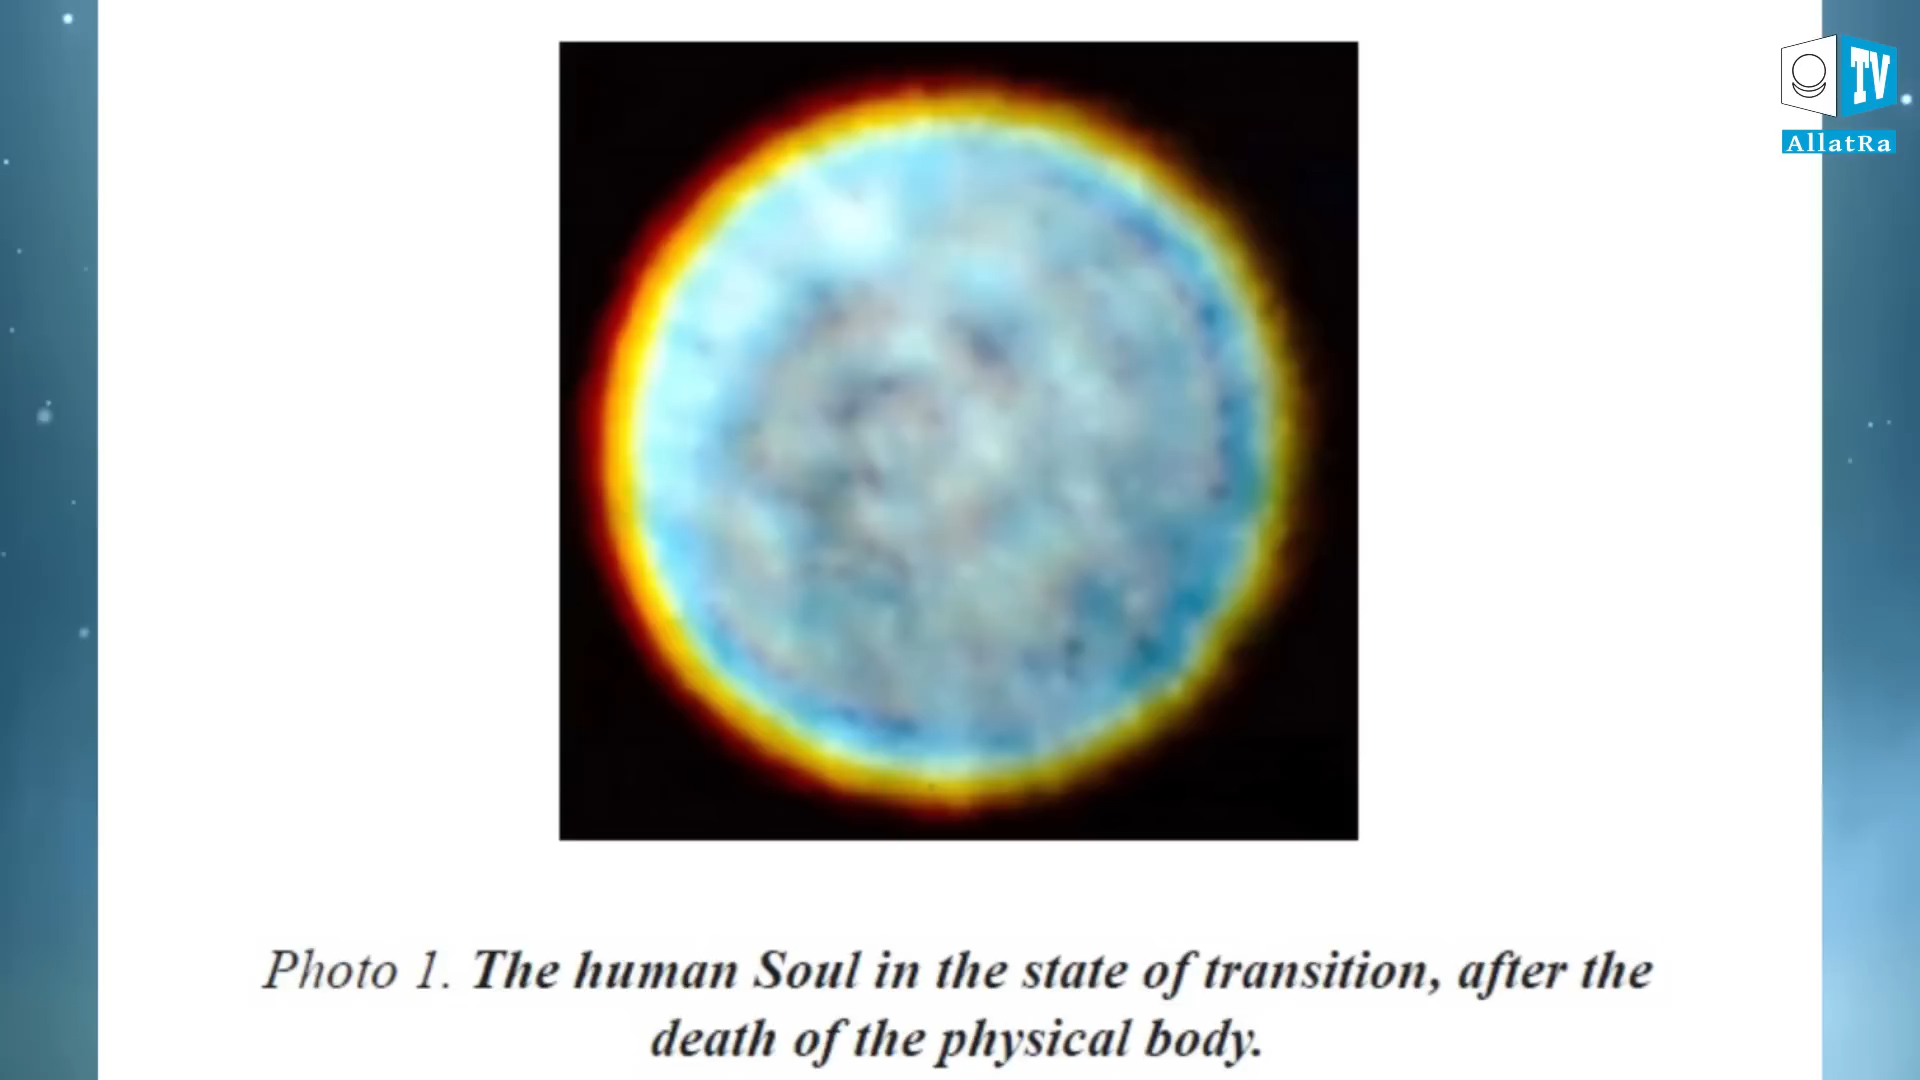 TV
AllatRa
Photo 1. The human Soul in the state of transition, after the
death of the physical body.